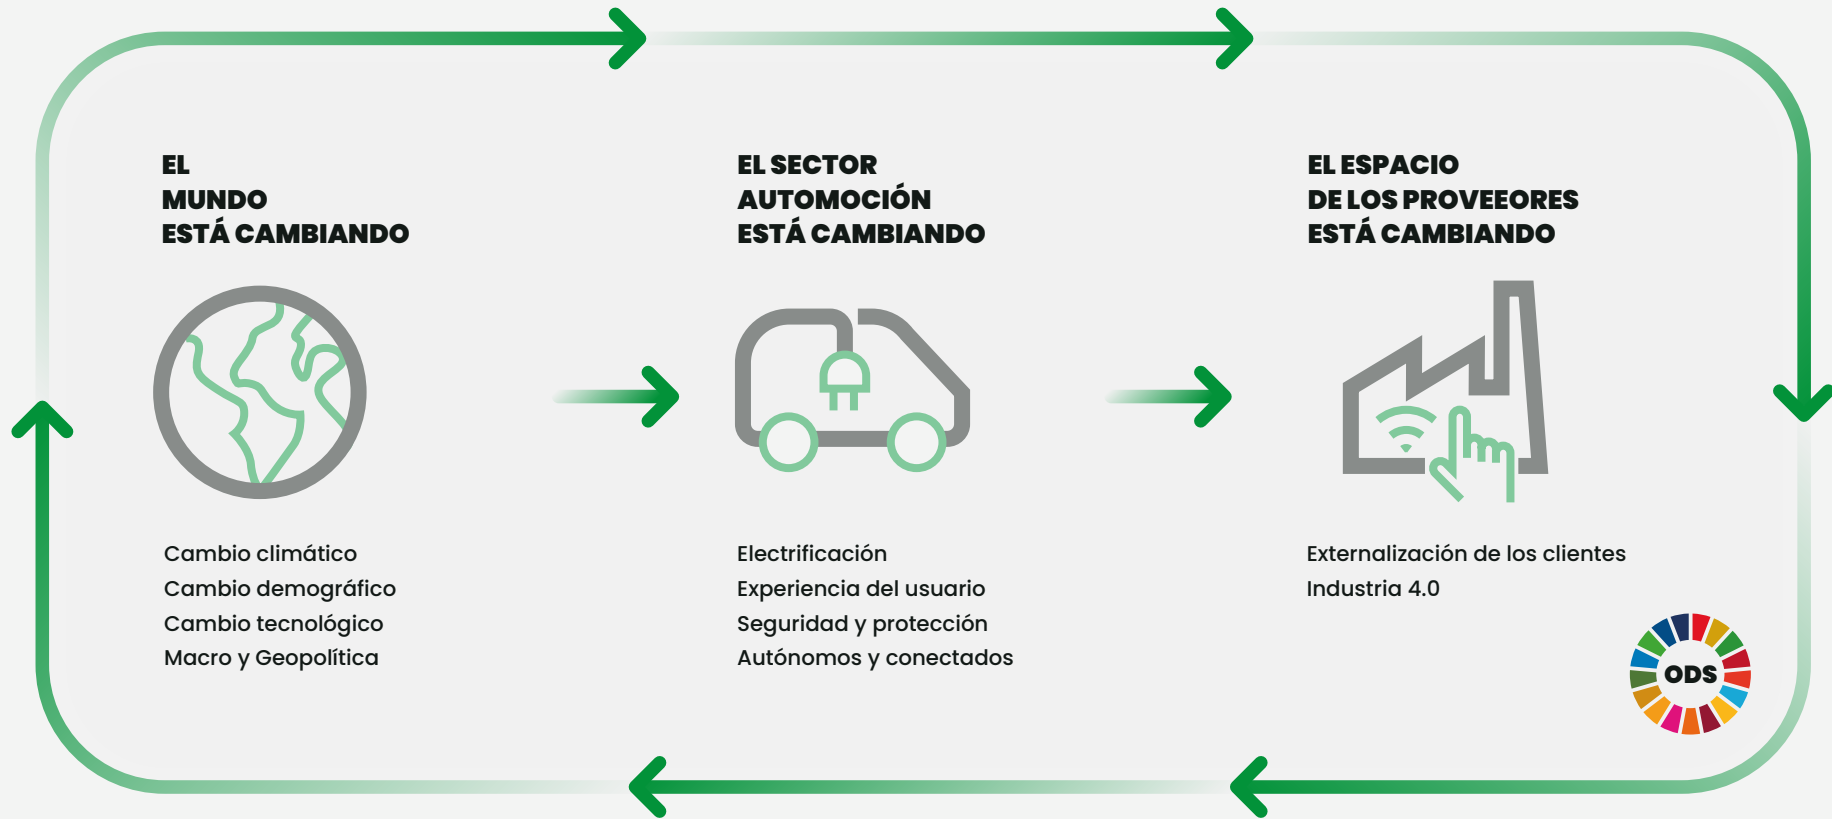 EL
MUNDO
ESTÁ CAMBIANDO
EL SECTOR
AUTOMOCIÓN
ESTÁ CAMBIANDO
EL ESPACIO
DE LOS PROVEEORES
ESTÁ CAMBIANDO
Cambio climático
Cambio demográfico
Cambio tecnológico
Macro y Geopolítica
Electrificación
Experiencia del usuario
Seguridad y protección
Autónomos y conectados
Externalización de los clientes
Industria 4.0
ODS